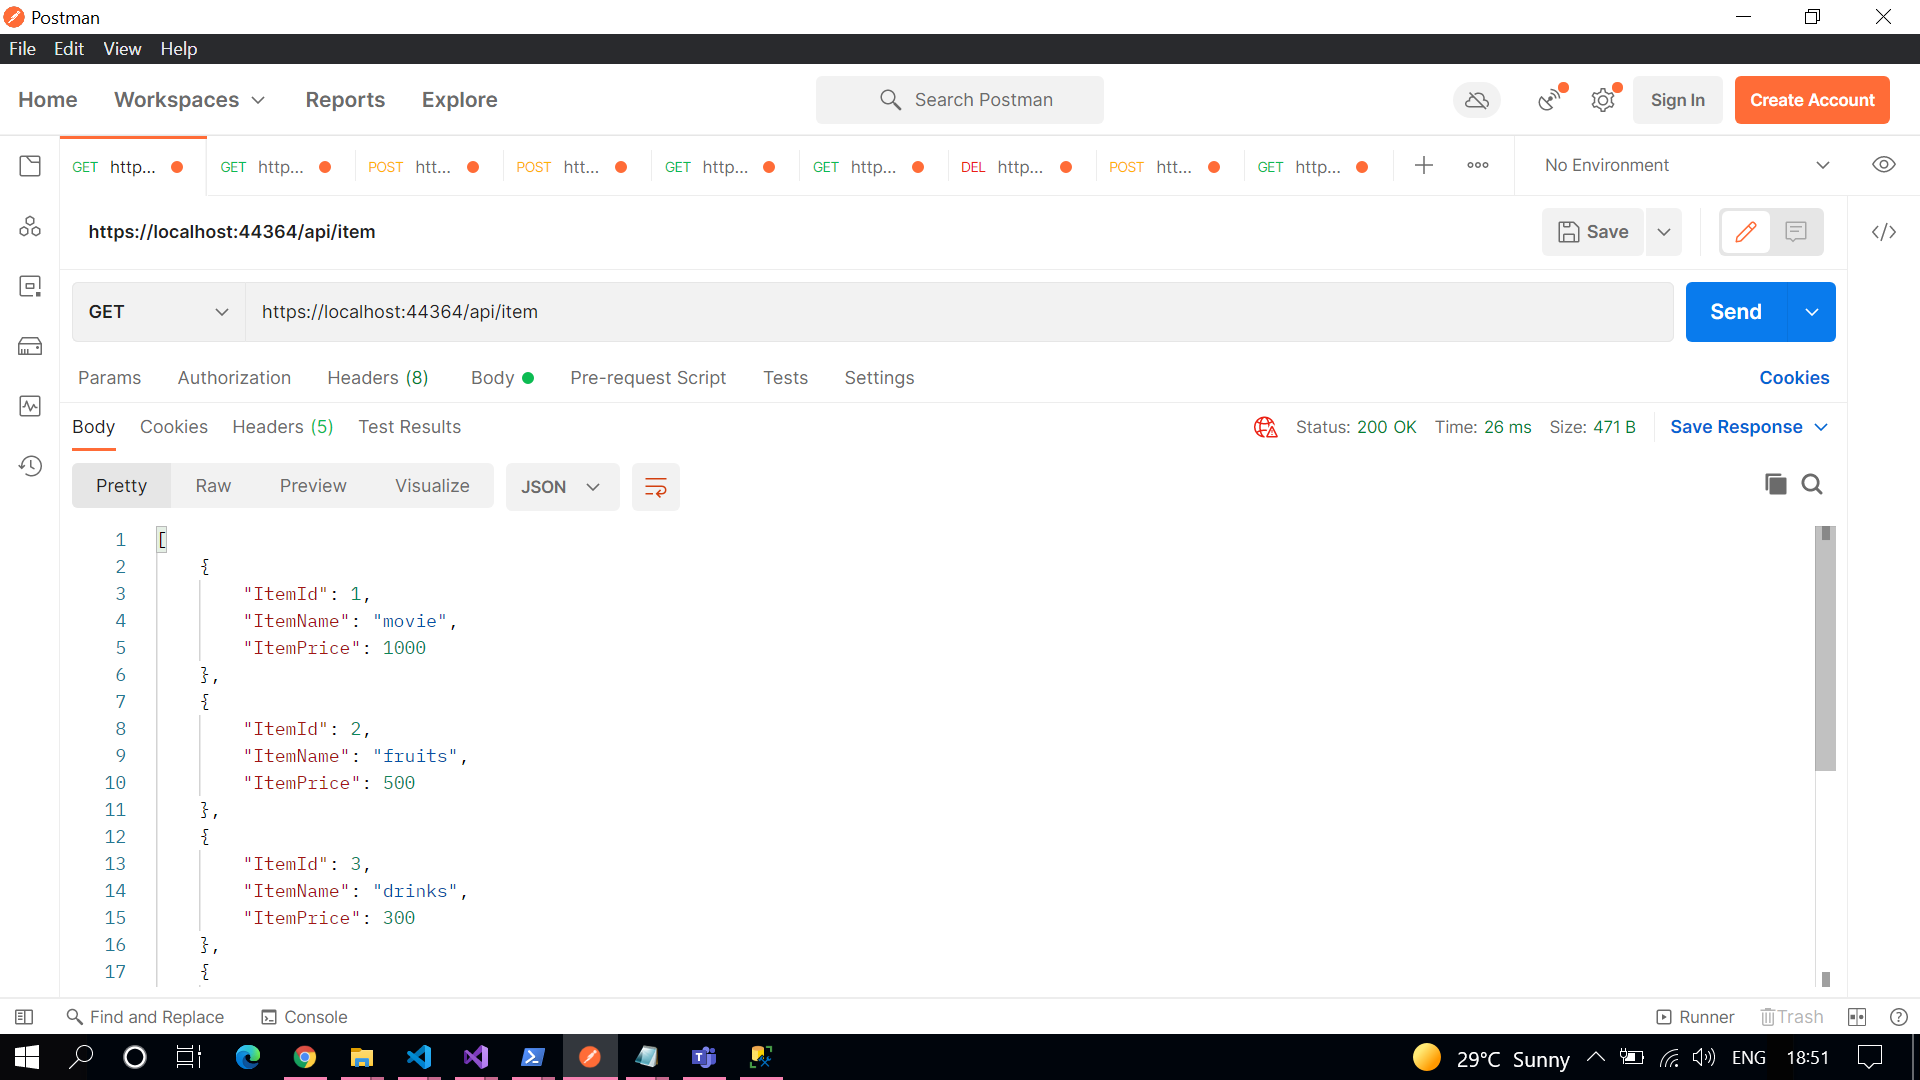 Postman
File Edit View Help
Home Workspaces Reports Explore Search Postman Sign In Create Account
GET http... GET http... POST htt... POST htt... GET http... GET http... DEL http... POST htt... GET http... No Environment
https://localhost:44364/api/item Save
GET https://localhost:44364/api/item Send
Params Authorization Headers (8) Body Pre-request Script Tests Settings Cookies
Body Cookies Headers (5) Test Results Status: 200 OK Time: 26 ms Size: 471 B Save Response
Pretty Raw Preview Visualize JSON
1 [
2 {
3 "ItemId": 1,
4 "ItemName": "movie",
5 "ItemPrice": 1000
6 },
7 {
8 "ItemId": 2,
9 "ItemName": "fruits",
10 "ItemPrice": 500
11 },
12 {
13 "ItemId": 3,
14 "ItemName": "drinks",
15 "ItemPrice": 300
16 },
17 {
Find and Replace Console Runner Trash
29°C Sunny ENG 18:51